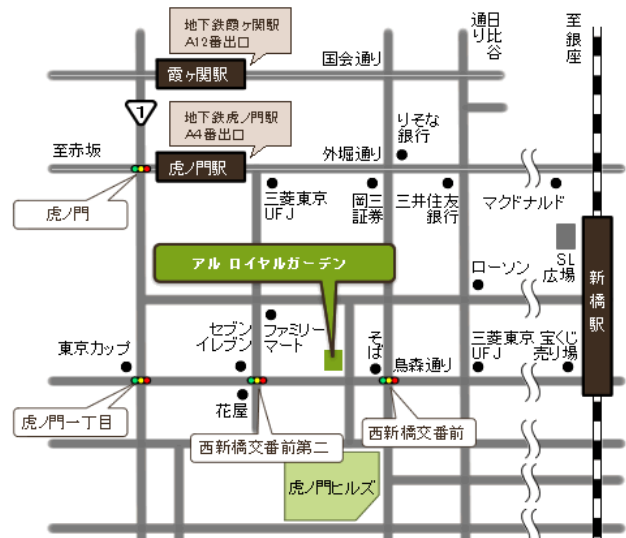 地下鉄霞ヶ関駅
A12番出口
霞ヶ関駅
国会通り
日比谷
通り
至銀座
1
地下鉄虎ノ門駅
A4番出口
至赤坂
虎ノ門駅
外堀通り
りそな
銀行
虎ノ門
三菱東京
UFJ
岡三
証券
三井住友
銀行
マクドナルド
SL
広場
新橋駅
アル ロイヤルガーデン
ローソン
東京カップ
セブン
イレブン
ファミリー
マート
そば
烏森通り
三菱東京
UFJ
宝くじ
売り場
花屋
虎ノ門一丁目
西新橋交番前第二
西新橋交番前
虎ノ門ヒルズ